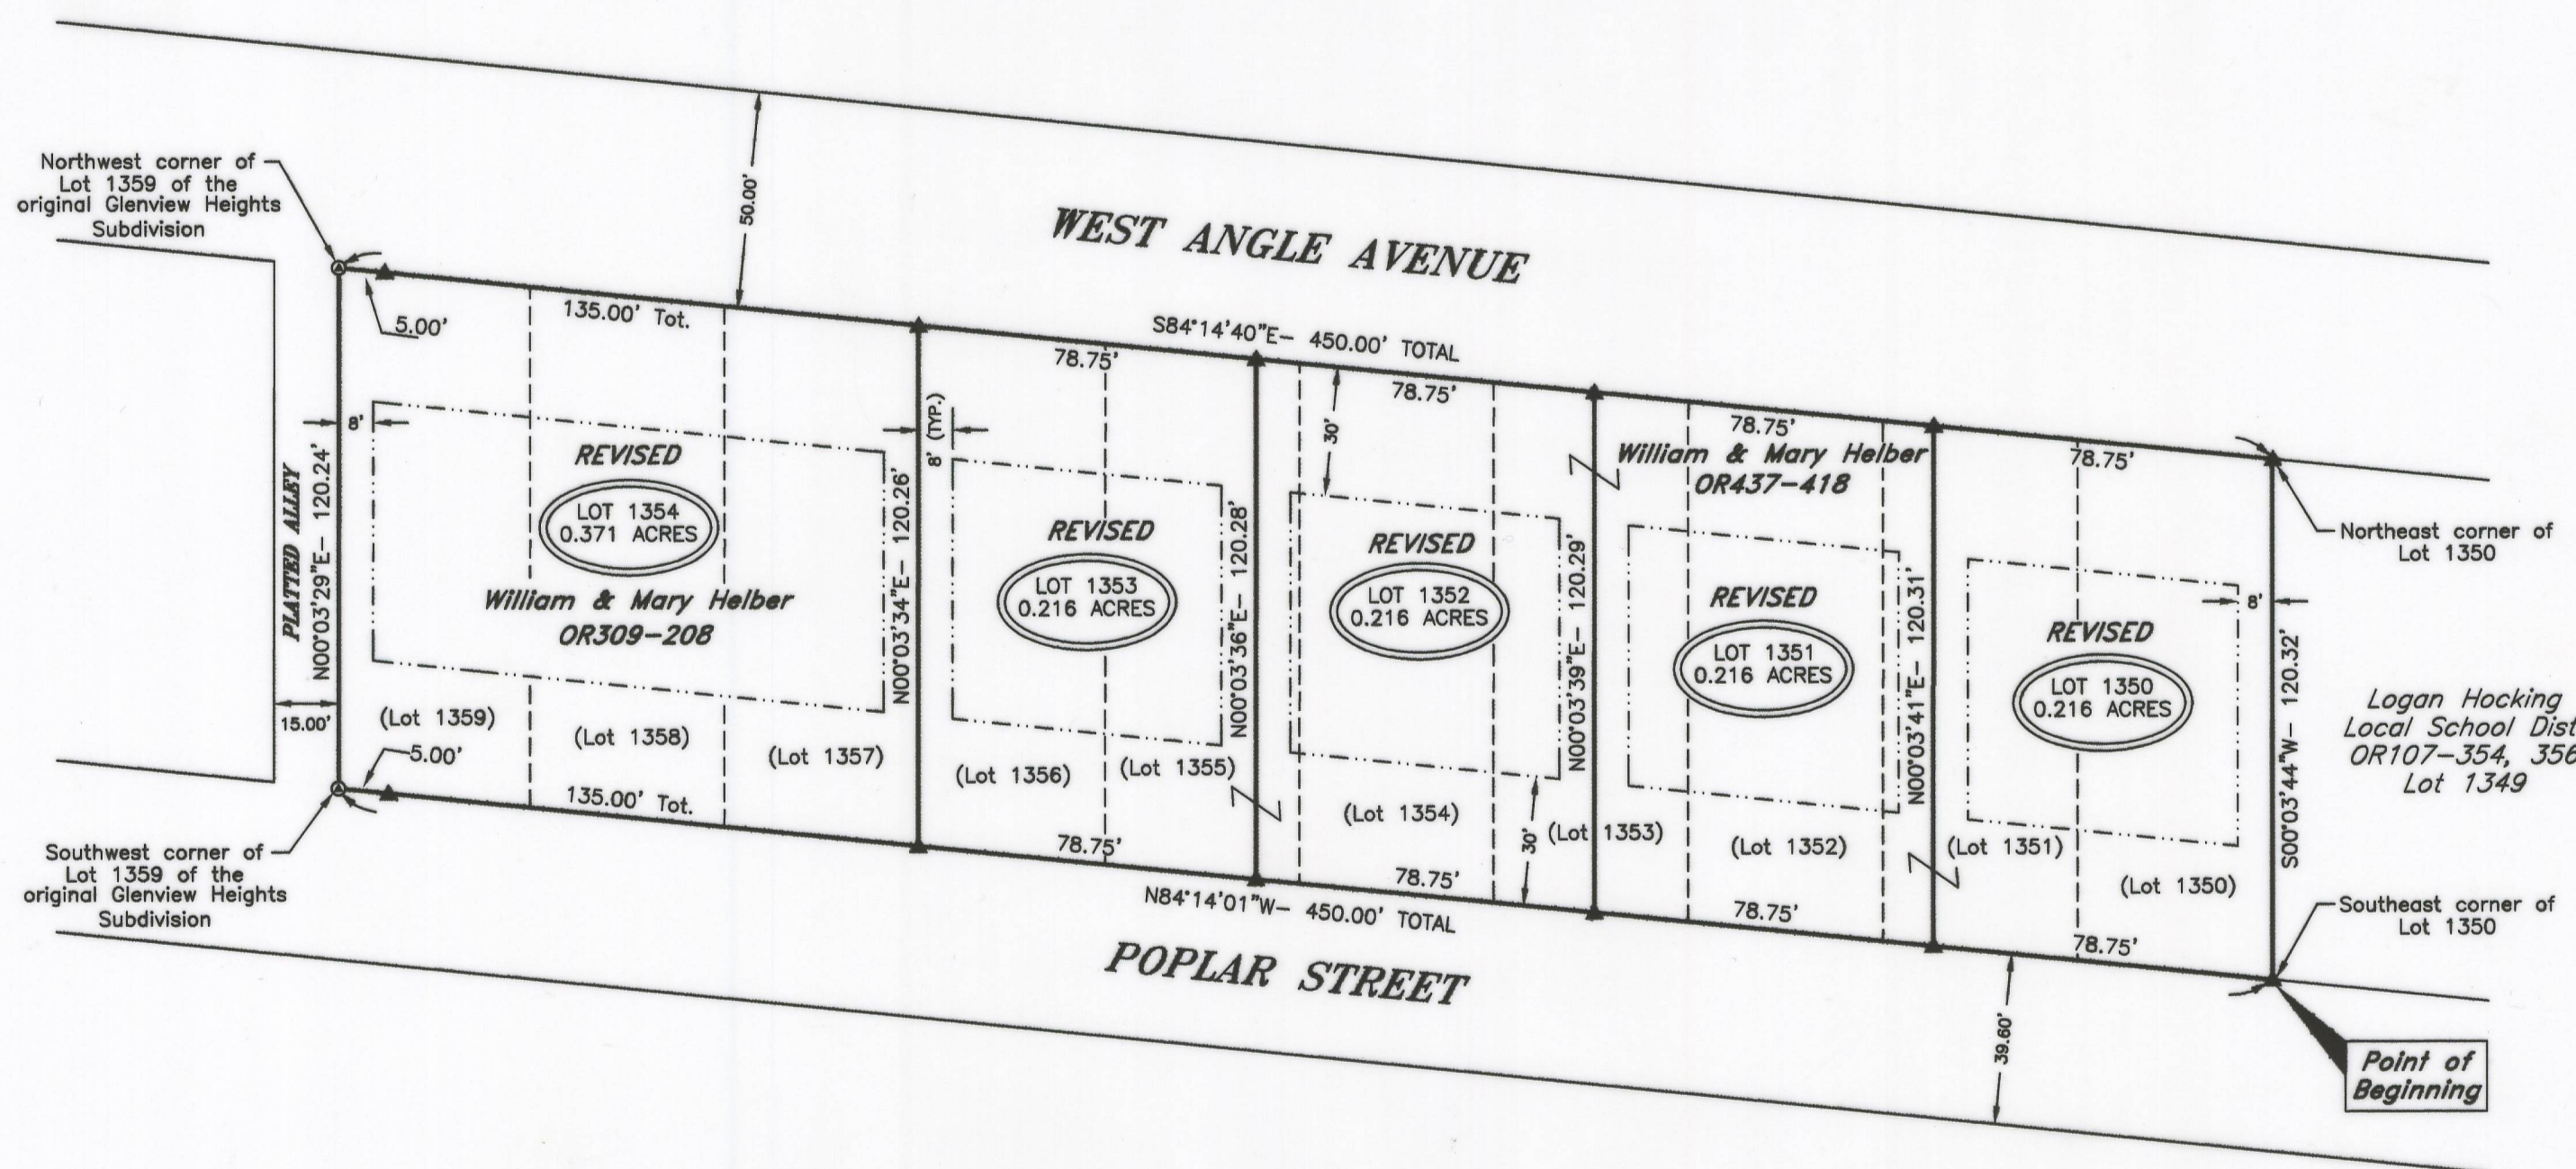 Northwest corner of
Lot 1359 of the
original Glenview Heights
Subdivision
50.00'
WEST ANGLE AVENUE
5.00'
135.00' Tot.
S84°14'40"E- 450.00' TOTAL
78.75'
78.75'
78.75'
78.75'
PLATTED ALLEY
N00°03'29"E- 120.24'
15.00'
8'
REVISED
LOT 1354
0.371 ACRES
William & Mary Helber
OR309-208
(Lot 1359)
(Lot 1358)
(Lot 1357)
5.00'
135.00' Tot.
N00°03'34"E- 120.26'
8' (TYP.)
REVISED
LOT 1353
0.216 ACRES
(Lot 1356)
(Lot 1355)
78.75'
N00°03'36"E- 120.28'
30'
REVISED
LOT 1352
0.216 ACRES
(Lot 1354)
30'
78.75'
N00°03'39"E- 120.29'
(Lot 1353)
William & Mary Helber
OR437-418
REVISED
LOT 1351
0.216 ACRES
(Lot 1352)
78.75'
N00°03'41"E- 120.31'
(Lot 1351)
REVISED
LOT 1350
0.216 ACRES
8'
(Lot 1350)
78.75'
S00°03'44"W- 120.32'
Northeast corner of
Lot 1350
Logan Hocking
Local School Dist
OR107-354, 356
Lot 1349
Southeast corner of
Lot 1350
Southwest corner of
Lot 1359 of the
original Glenview Heights
Subdivision
N84°14'01"W- 450.00' TOTAL
POPLAR STREET
39.60'
Point of
Beginning